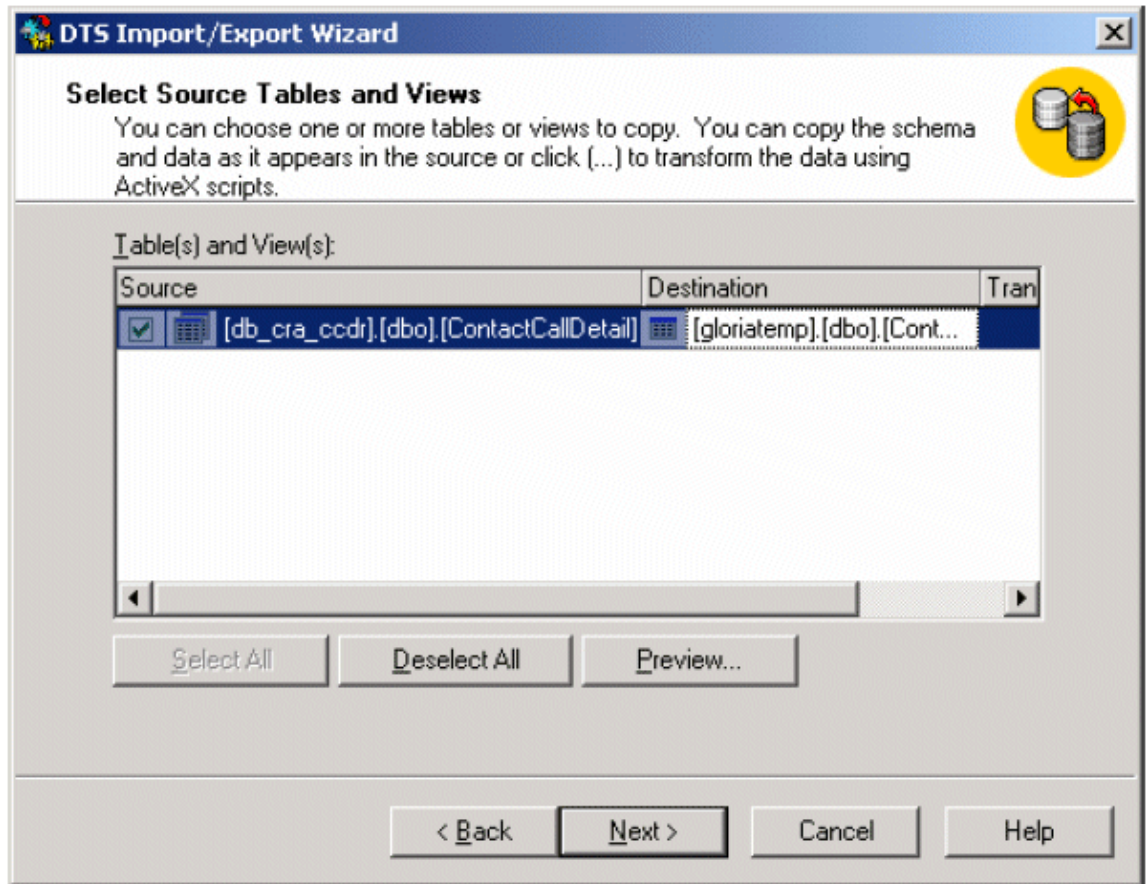 DTS Import/Export Wizard
Select Source Tables and Views
You can choose one or more tables or views to copy. You can copy the schema
and data as it appears in the source or click (...) to transform the data using
ActiveX scripts.
Table(s) and View(s):
Source Destination Tran
[db_cra_ccdr].[dbo].[ContactCallDetail] [gloriatemp].[dbo].[Cont...
Select All Deselect All Preview...
< Back Next > Cancel Help